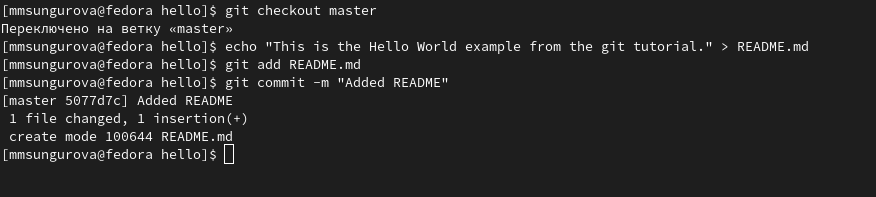 [mmsungurova@fedora hello]$ git checkout master
Переключено на ветку «master»
[mmsungurova@fedora hello]$ echo "This is the Hello World example from the git tutorial." > README.md
[mmsungurova@fedora hello]$ git add README.md
[mmsungurova@fedora hello]$ git commit -m "Added README"
[master 5077d7c] Added README
 1 file changed, 1 insertion(+)
 create mode 100644 README.md
[mmsungurova@fedora hello]$